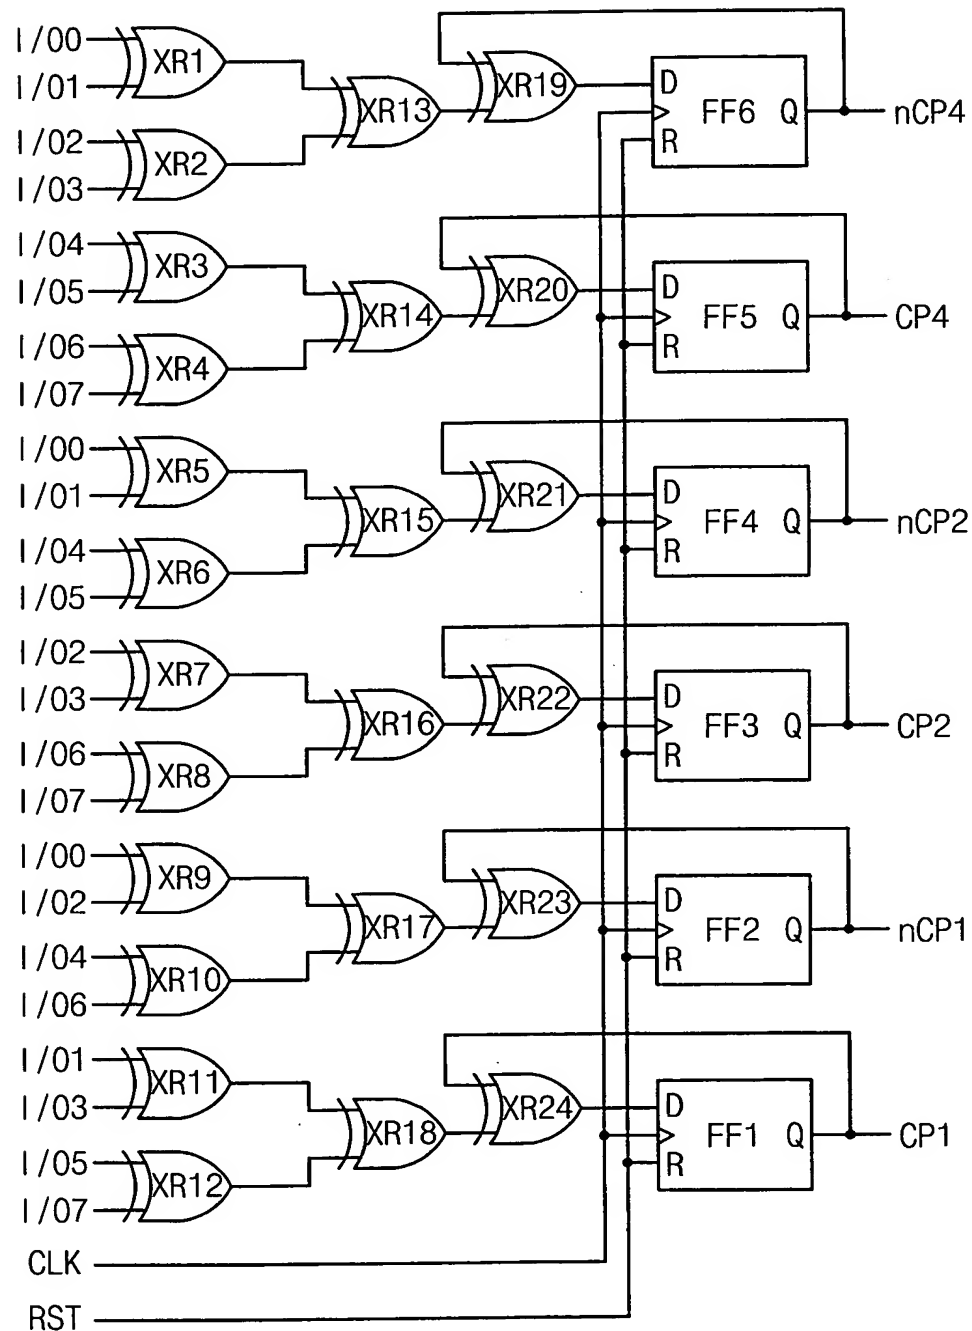 I/00
XR1
I/01
XR13
XR19
D
FF6
Q
nCP4
R
I/02
XR2
I/03
I/04
XR3
I/05
XR14
XR20
D
FF5
Q
CP4
R
I/06
XR4
I/07
I/00
XR5
I/01
XR15
XR21
D
FF4
Q
nCP2
R
I/04
XR6
I/05
I/02
XR7
I/03
XR16
XR22
D
FF3
Q
CP2
R
I/06
XR8
I/07
I/00
XR9
I/02
XR17
XR23
D
FF2
Q
nCP1
R
I/04
XR10
I/06
I/01
XR11
I/03
XR18
XR24
D
FF1
Q
CP1
R
I/05
XR12
I/07
CLK
RST